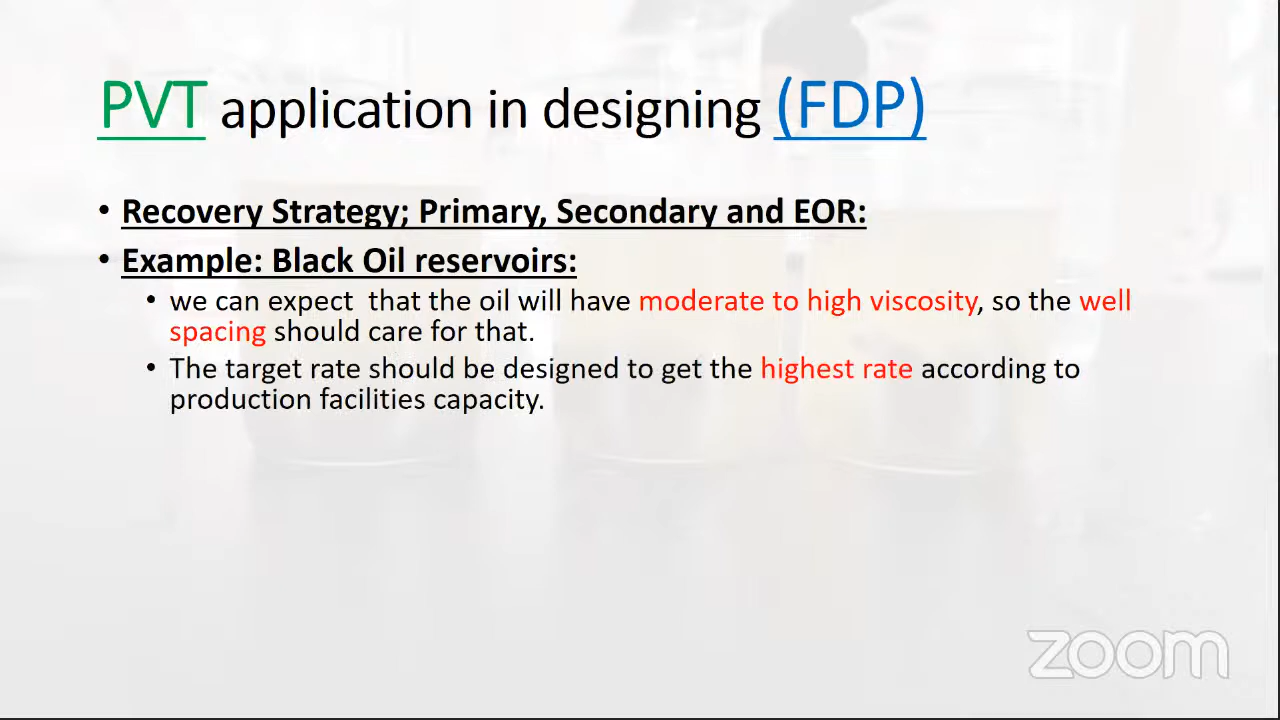 PVT application in designing (FDP)
• Recovery Strategy; Primary, Secondary and EOR:
• Example: Black Oil reservoirs:
• we can expect  that the oil will have moderate to high viscosity, so the well
spacing should care for that.
• The target rate should be designed to get the highest rate according to
production facilities capacity.
zoom